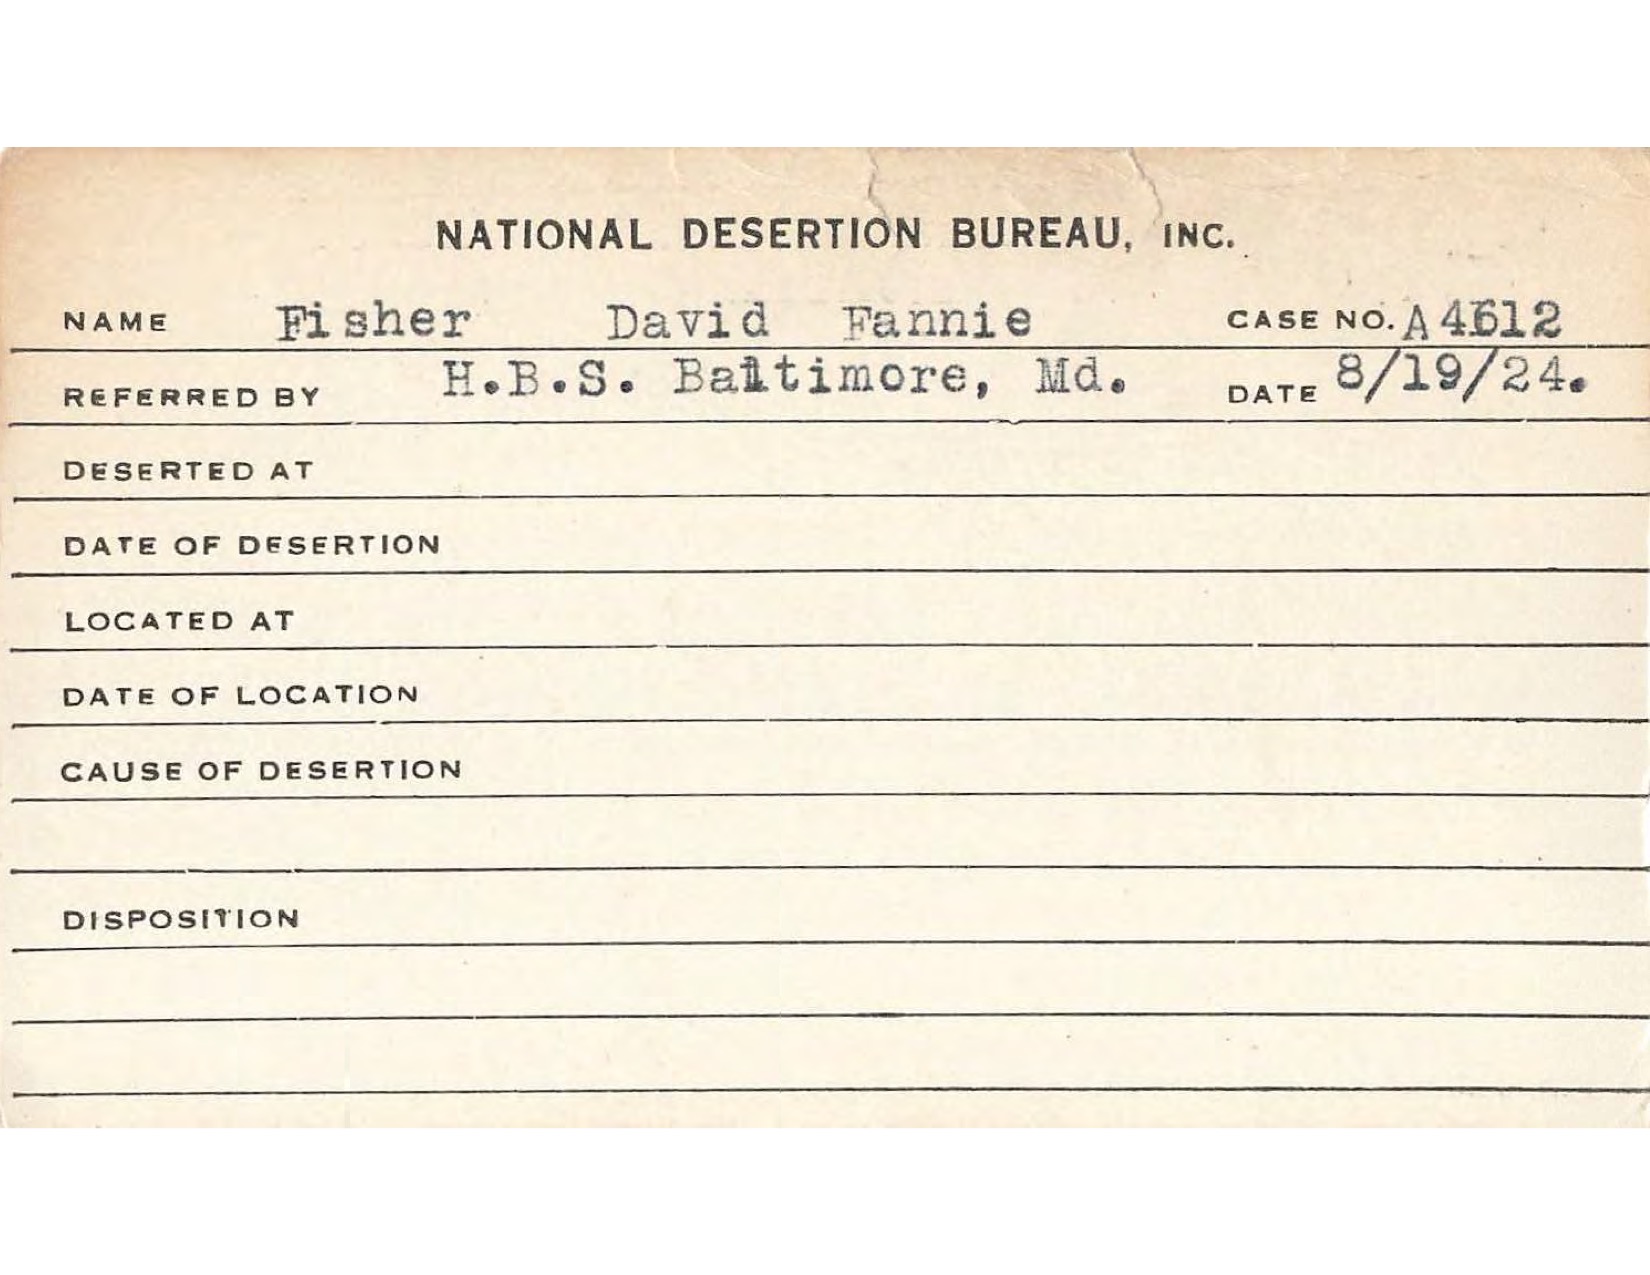 NATIONAL DESERTION BUREAU, INC.
NAME Fisher David Fannie CASE NO. A4612
REFERRED BY H.B.S. Baltimore, Md. DATE 8/19/24.
DESERTED AT
DATE OF DESERTION
LOCATED AT
DATE OF LOCATION
CAUSE OF DESERTION
DISPOSITION